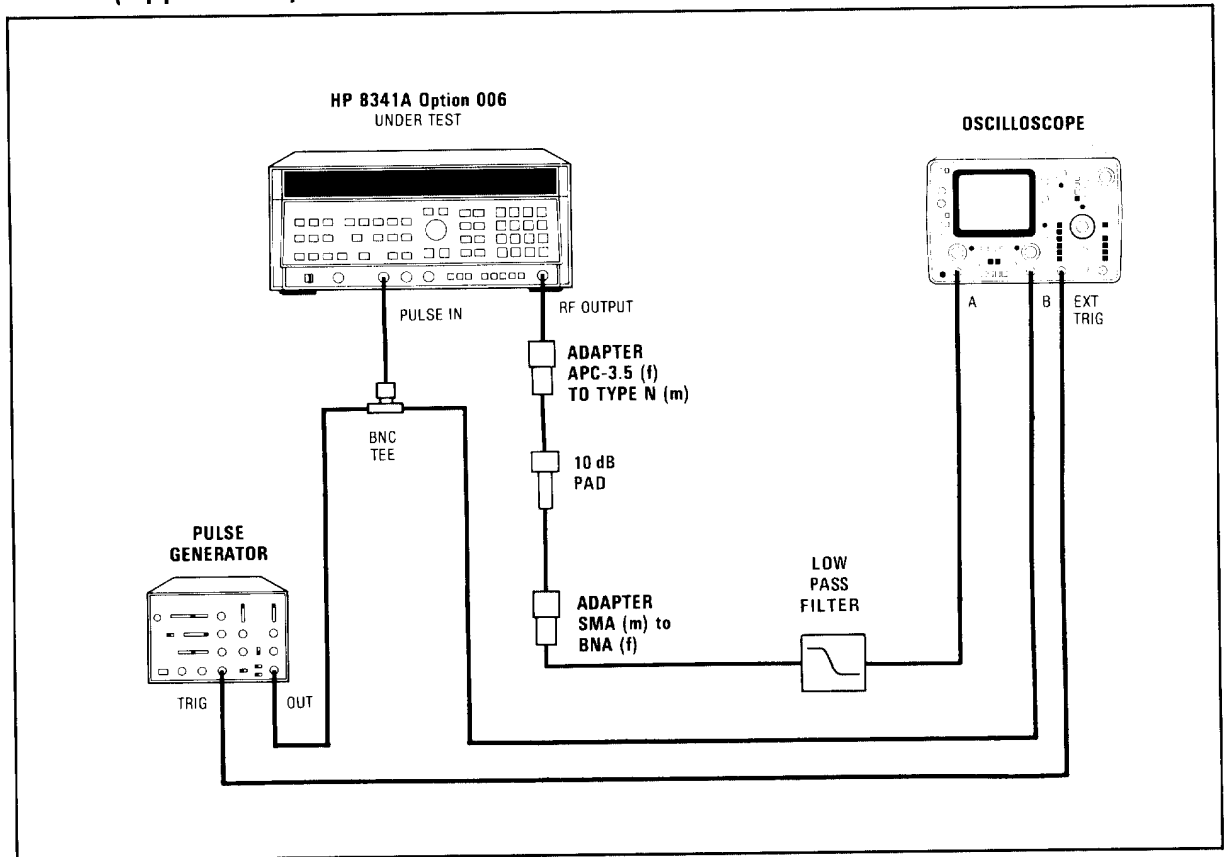 HP 8341A Option 006
UNDER TEST
OSCILLOSCOPE
PULSE IN
RF OUTPUT
A
B
EXT
TRIG
ADAPTER
APC-3.5 (f)
TO TYPE N (m)
BNC
TEE
10 dB
PAD
PULSE
GENERATOR
LOW
PASS
FILTER
ADAPTER
SMA (m) to
BNA (f)
TRIG
OUT